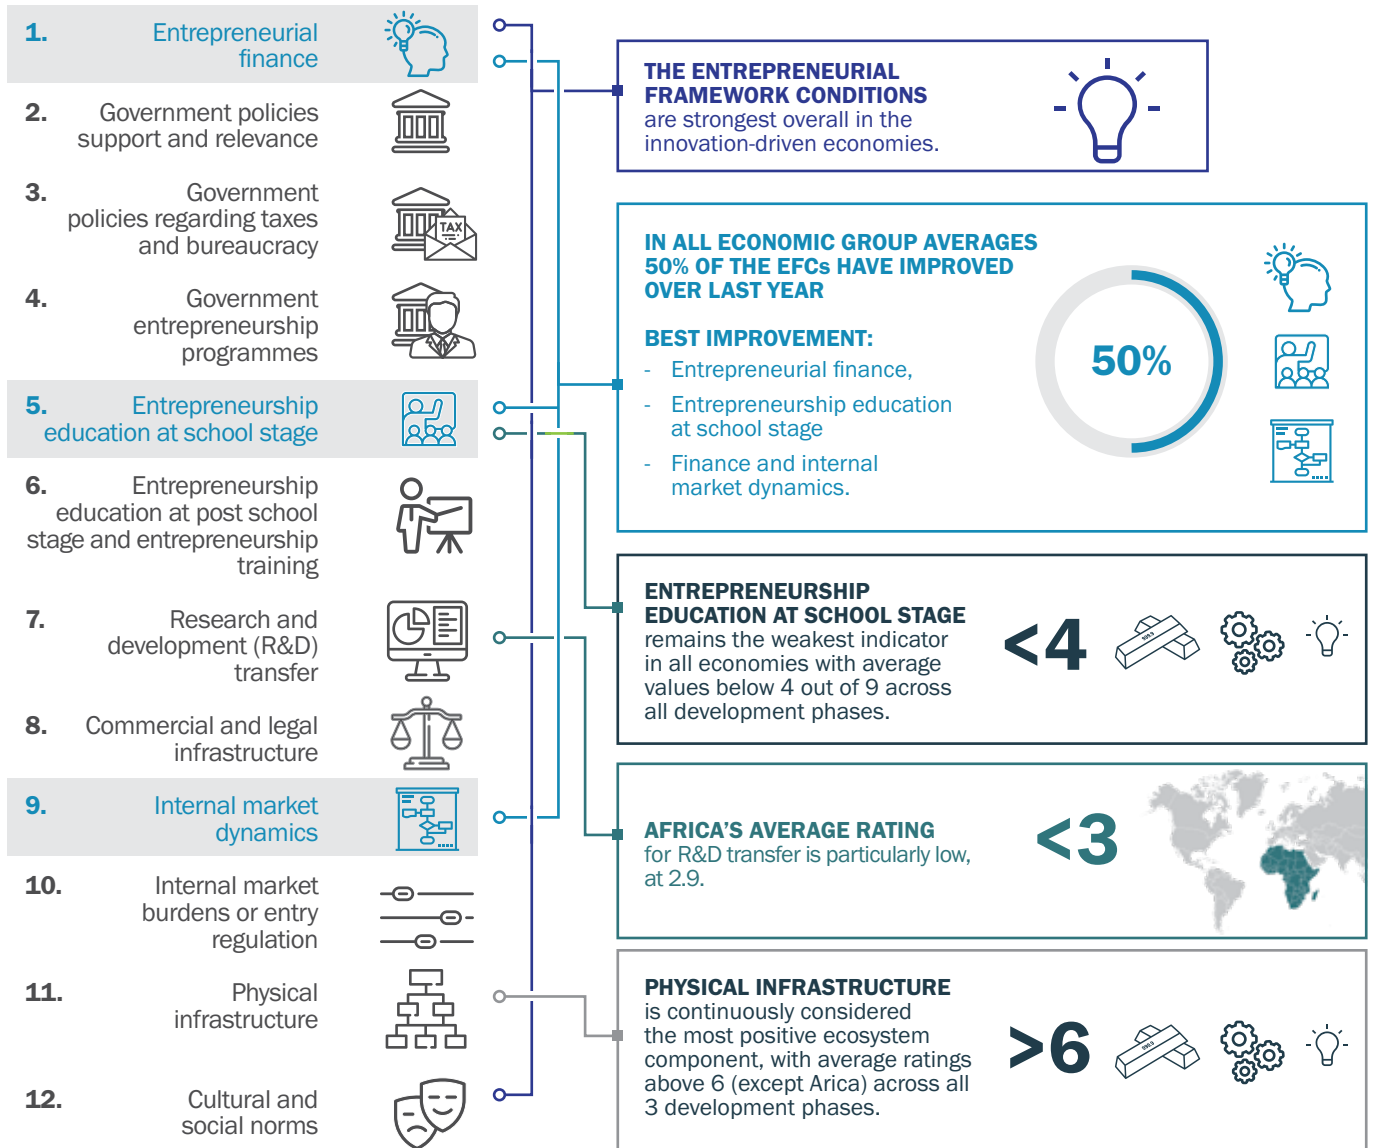 1.
Entrepreneurial
finance
2.
Government policies
support and relevance
3.
Government
policies regarding taxes
and bureaucracy
TAX
4.
Government
entrepreneurship
programmes
5.
Entrepreneurship
education at school stage
6.
Entrepreneurship
education at post school
stage and entrepreneurship
training
7.
Research and
development (R&D)
transfer
8.
Commercial and legal
infrastructure
9.
Internal market
dynamics
10.
Internal market
burdens or entry
regulation
11.
Physical
infrastructure
12.
Cultural and
social norms
THE ENTREPRENEURIAL
FRAMEWORK CONDITIONS
are strongest overall in the
innovation-driven economies.
IN ALL ECONOMIC GROUP AVERAGES
50% OF THE EFCs HAVE IMPROVED
OVER LAST YEAR
BEST IMPROVEMENT:
- Entrepreneurial finance,
- Entrepreneurship education
at school stage
- Finance and internal
market dynamics.
50%
ENTREPRENEURSHIP
EDUCATION AT SCHOOL STAGE
remains the weakest indicator
in all economies with average
values below 4 out of 9 across
all development phases.
<4
AFRICA'S AVERAGE RATING
for R&D transfer is particularly low,
at 2.9.
<3
PHYSICAL INFRASTRUCTURE
is continuously considered
the most positive ecosystem
component, with average ratings
above 6 (except Arica) across all
3 development phases.
>6